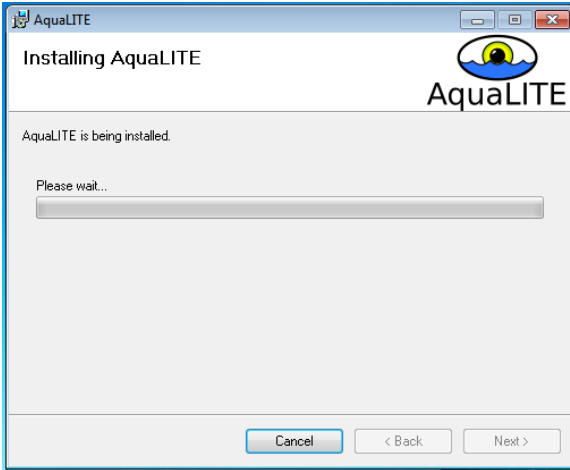 AquaLITE
Installing AquaLITE
AquaLITE
AquaLITE is being installed.
Please wait...
Cancel
< Back
Next >